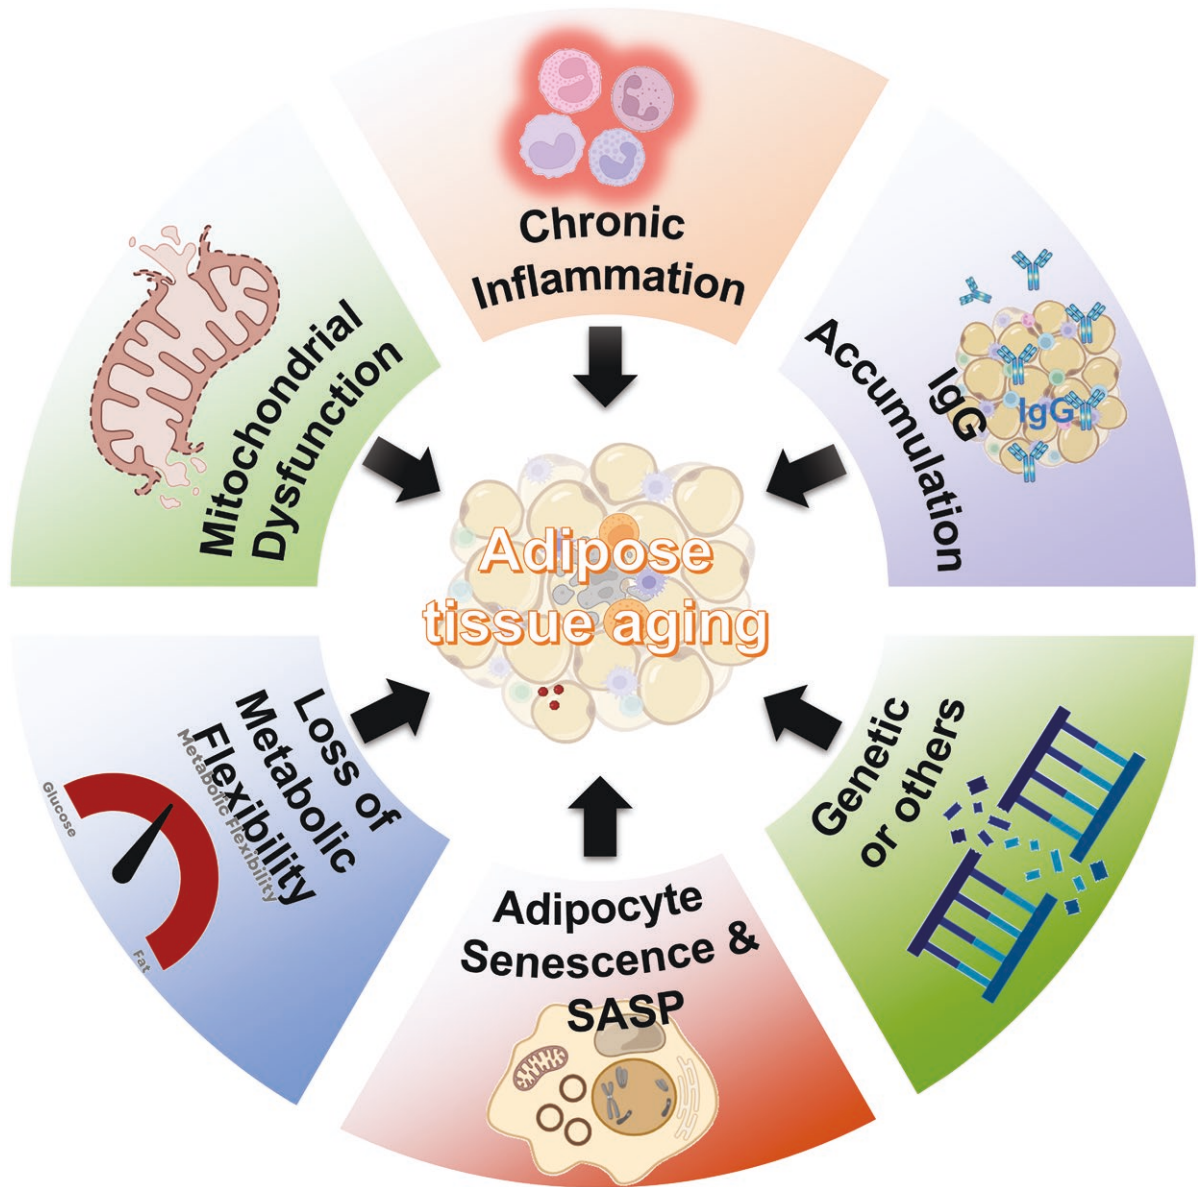 Chronic
Inflammation
IgG
Accumulation
IgG
Genetic
or others
Adipocyte
Senescence &
SASP
Loss of
Metabolic
Flexibility
Metabolic Flexibility
Glucose
Fat
Mitochondrial
Dysfunction
Adipose
tissue aging